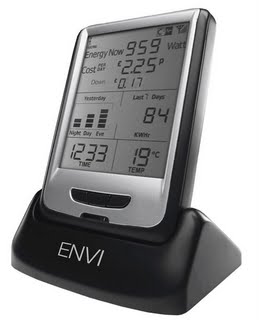 Energy Now 959 Watt
Cost PER DAY £ 2.25 p
Down £0.17
Yesterday
Last 7 Days
Night Day Eve
84
KWHr
1233
TIME
19°C
TEMP
ENVI